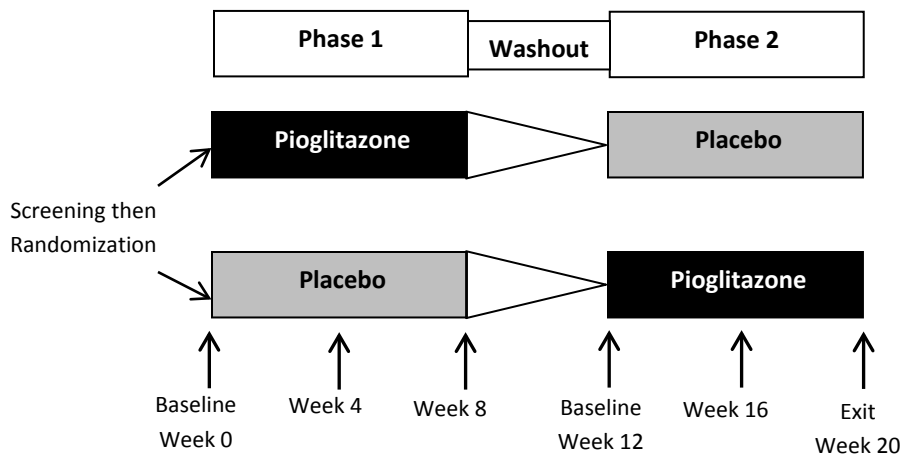 Phase 1
Washout
Phase 2
Pioglitazone
Placebo
Screening then
Randomization
Placebo
Pioglitazone
Baseline
Week 0
Week 4
Week 8
Baseline
Week 12
Week 16
Exit
Week 20